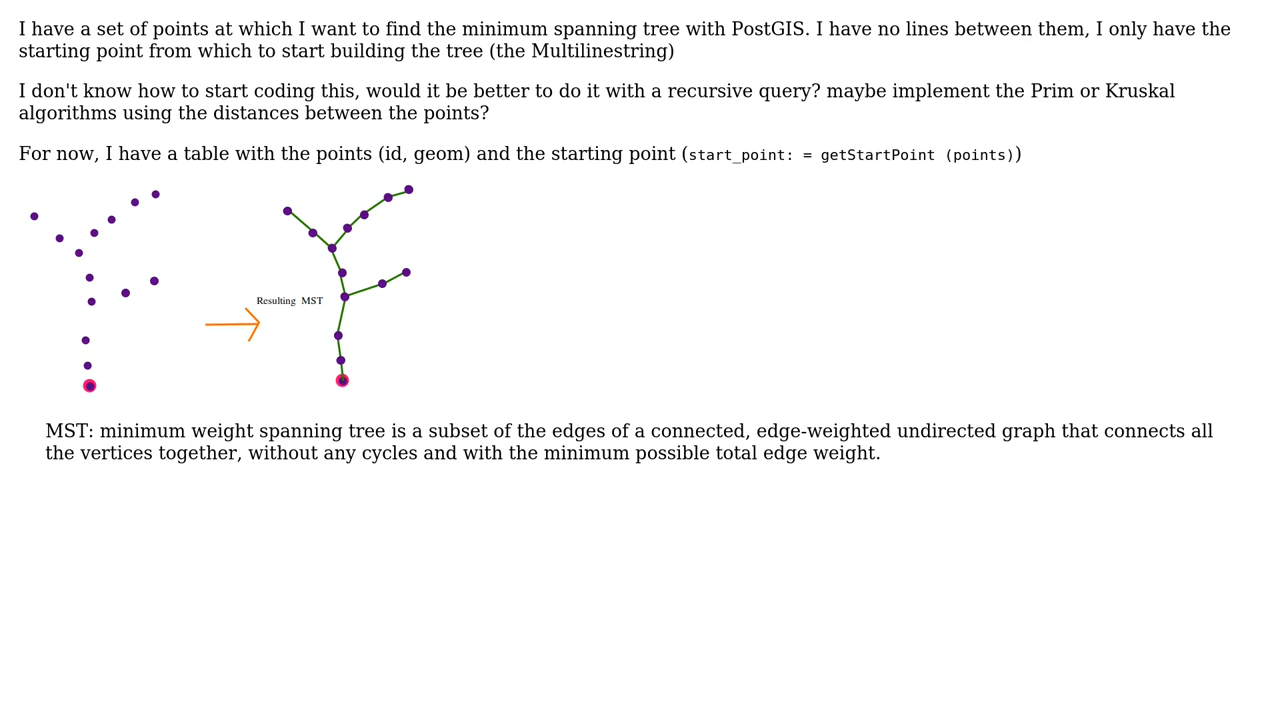 I have a set of points at which I want to find the minimum spanning tree with PostGIS. I have no lines between them, I only have the
starting point from which to start building the tree (the Multilinestring)
I don't know how to start coding this, would it be better to do it with a recursive query? maybe implement the Prim or Kruskal
algorithms using the distances between the points?
For now, I have a table with the points (id, geom) and the starting point (start_point: = getStartPoint (points))
Resulting MST
MST: minimum weight spanning tree is a subset of the edges of a connected, edge-weighted undirected graph that connects all
the vertices together, without any cycles and with the minimum possible total edge weight.